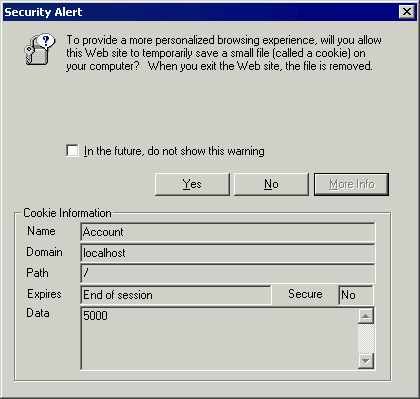 Security Alert
To provide a more personalized browsing experience, will you allow
this Web site to temporarily save a small file (called a cookie) on
your computer? When you exit the Web site, the file is removed.
In the future, do not show this warning
Yes No More Info
Cookie Information
Name Account
Domain localhost
Path /
Expires End of session Secure No
Data 5000